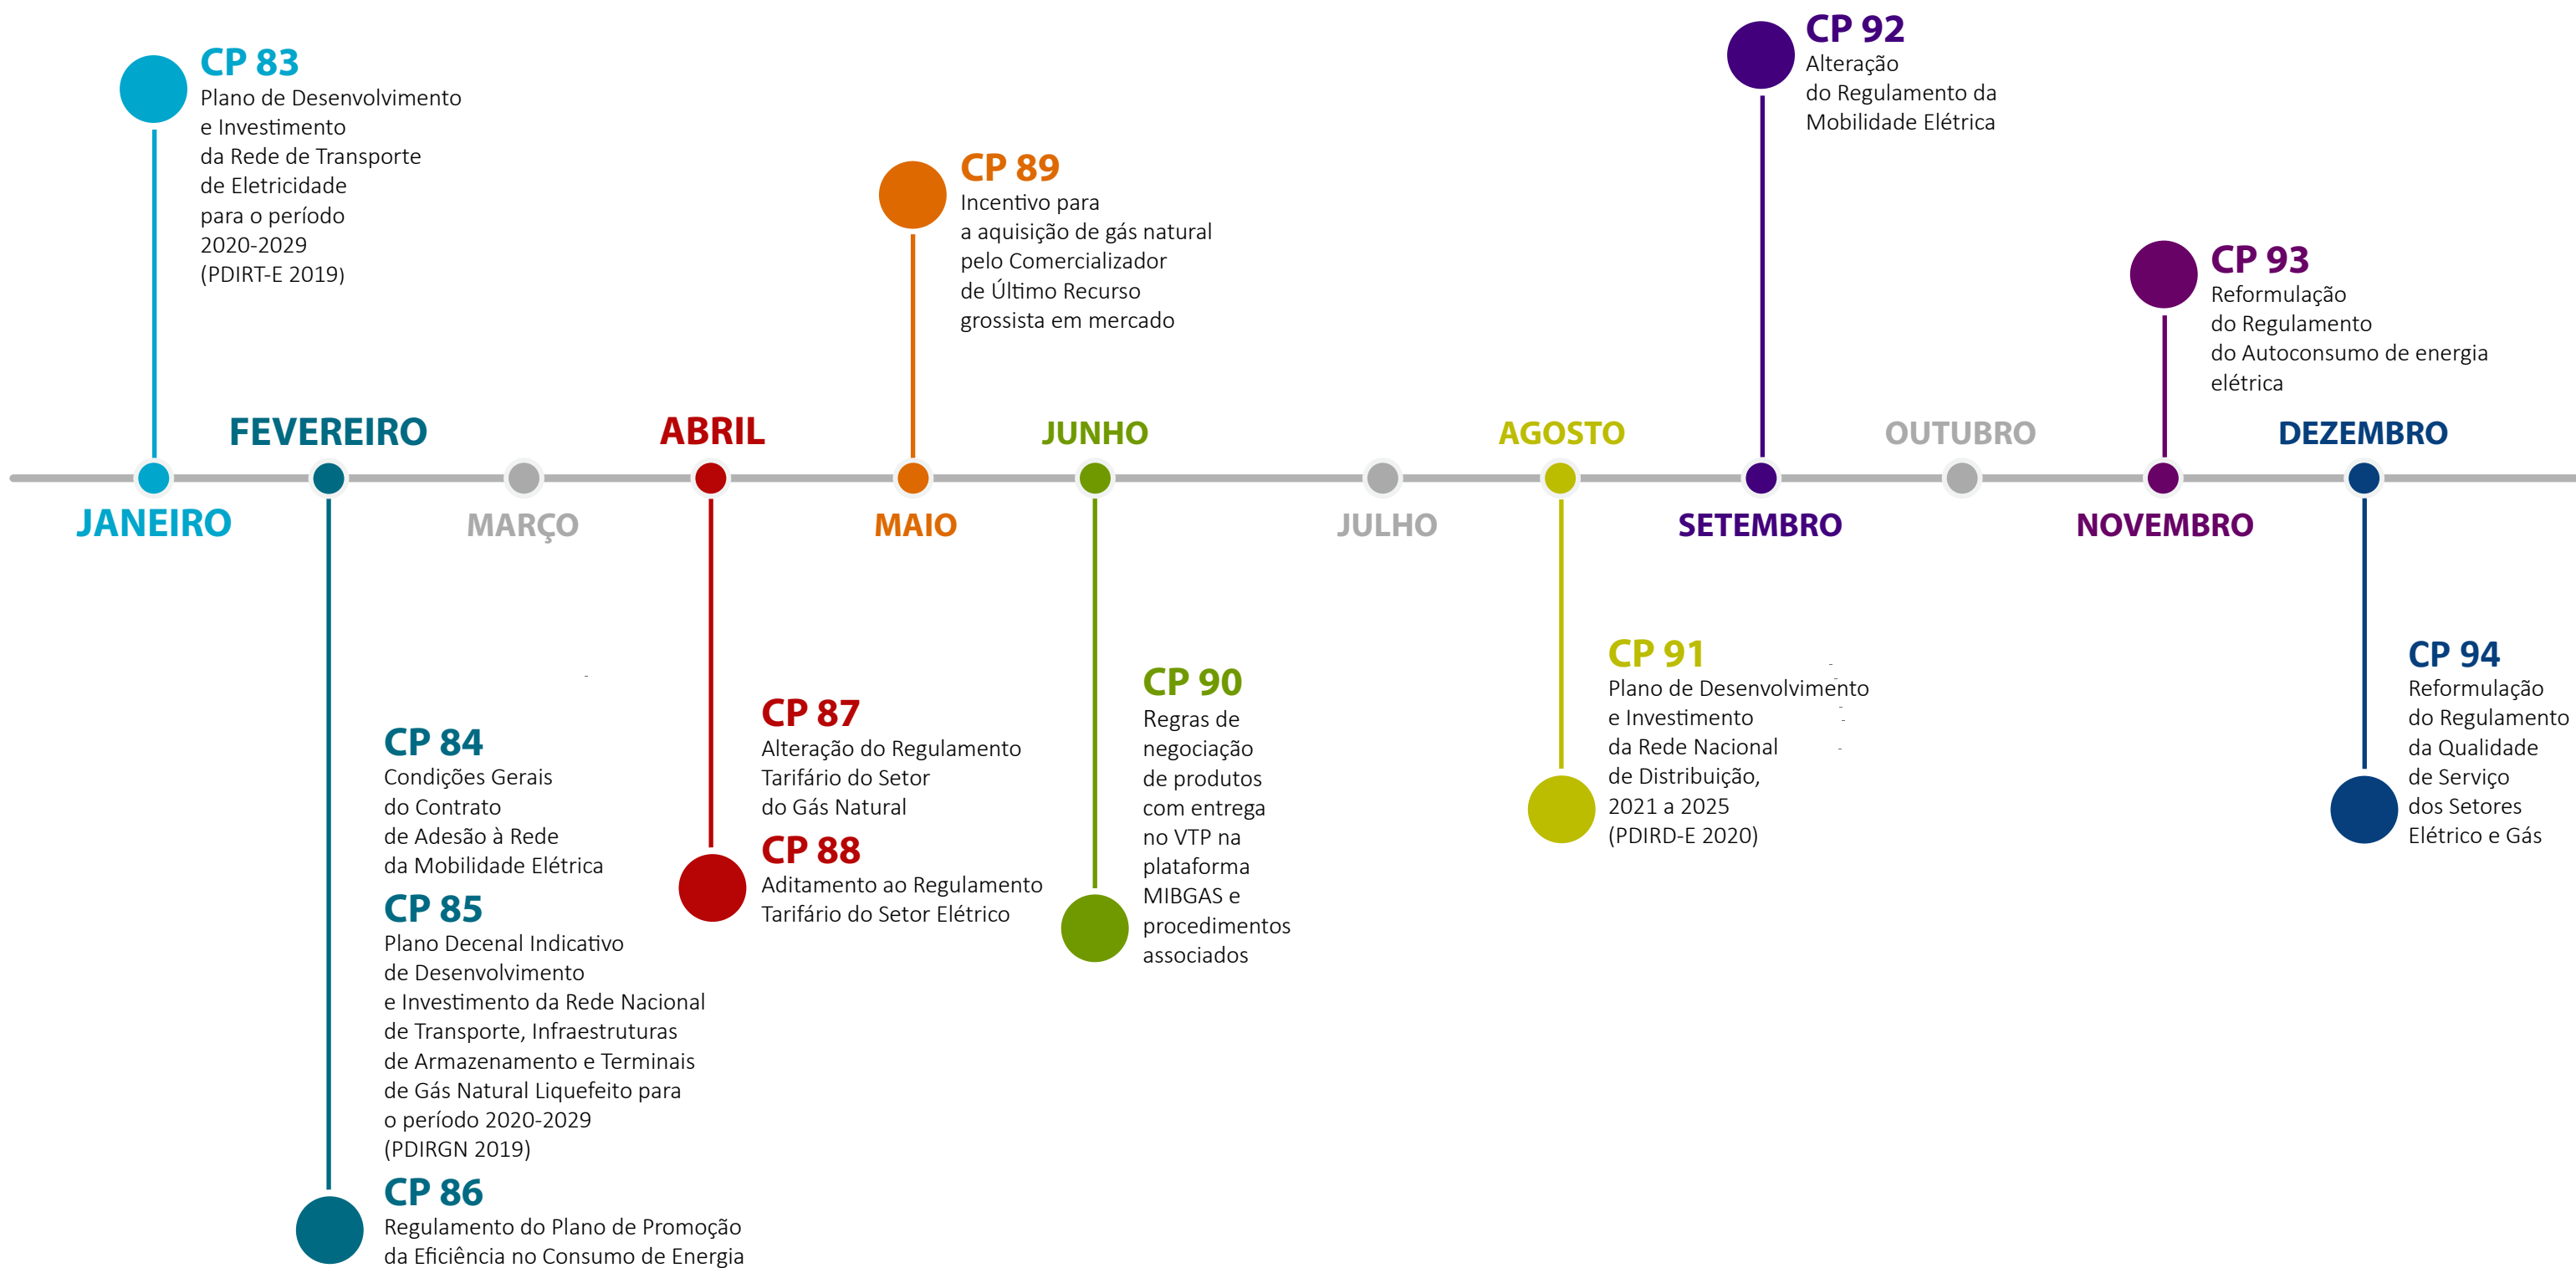 CP 83
Plano de Desenvolvimento
e Investimento
da Rede de Transporte
de Eletricidade
para o período
2020-2029
(PDIRT-E 2019)
CP 89
Incentivo para
a aquisição de gás natural
pelo Comercializador
de Último Recurso
grossista em mercado
CP 92
Alteração
do Regulamento da
Mobilidade Elétrica
CP 93
Reformulação
do Regulamento
do Autoconsumo de energia
elétrica
JANEIRO
FEVEREIRO
MARÇO
ABRIL
MAIO
JUNHO
JULHO
AGOSTO
SETEMBRO
OUTUBRO
NOVEMBRO
DEZEMBRO
CP 84
Condições Gerais
do Contrato
de Adesão à Rede
da Mobilidade Elétrica
CP 85
Plano Decenal Indicativo
de Desenvolvimento
e Investimento da Rede Nacional
de Transporte, Infraestruturas
de Armazenamento e Terminais
de Gás Natural Liquefeito para
o período 2020-2029
(PDIRGN 2019)
CP 86
Regulamento do Plano de Promoção
da Eficiência no Consumo de Energia
CP 87
Alteração do Regulamento
Tarifário do Setor
do Gás Natural
CP 88
Aditamento ao Regulamento
Tarifário do Setor Elétrico
CP 90
Regras de
negociação
de produtos
com entrega
no VTP na
plataforma
MIBGAS e
procedimentos
associados
CP 91
Plano de Desenvolvimento
e Investimento
da Rede Nacional
de Distribuição,
2021 a 2025
(PDIRD-E 2020)
CP 94
Reformulação
do Regulamento
da Qualidade
de Serviço
dos Setores
Elétrico e Gás